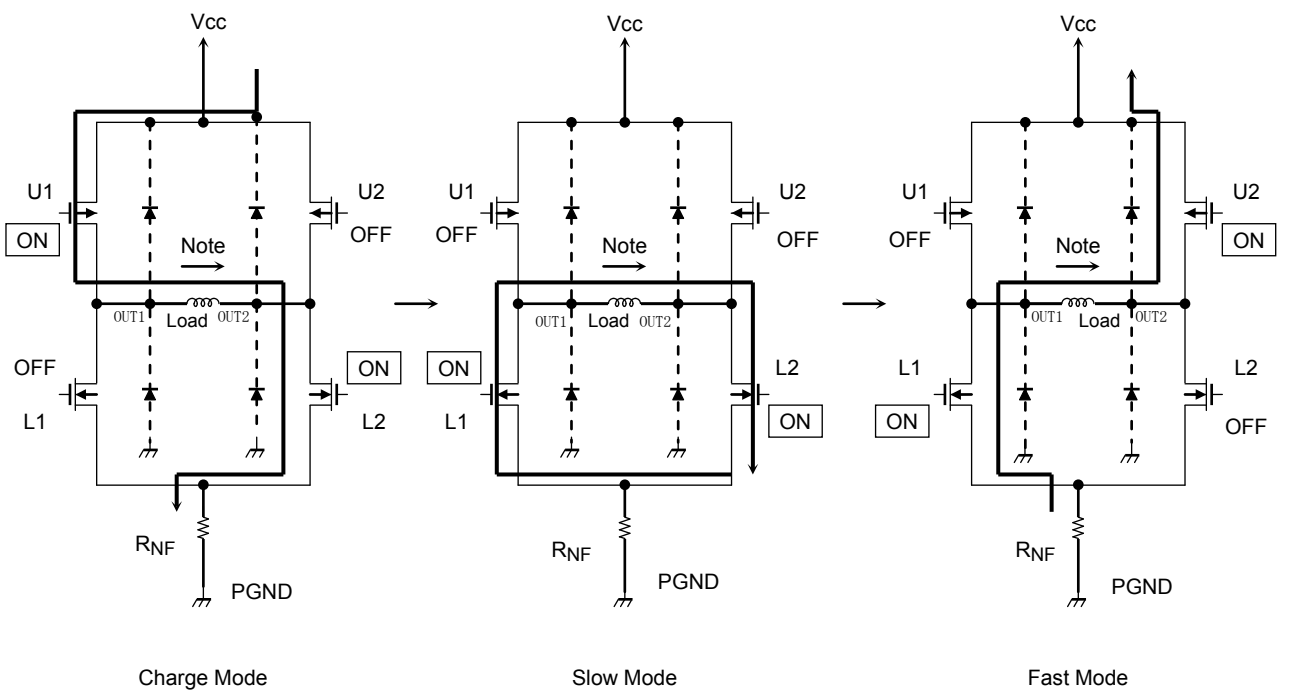 Vcc
U1
ON
U2
OFF
Note
OUT1
Load
OUT2
OFF
L1
ON
L2
RNF
PGND
Charge Mode
Vcc
U1
OFF
U2
OFF
Note
OUT1
Load
OUT2
ON
L1
L2
ON
RNF
PGND
Slow Mode
Vcc
U1
OFF
U2
ON
Note
OUT1
Load
OUT2
L1
ON
L2
OFF
RNF
PGND
Fast Mode